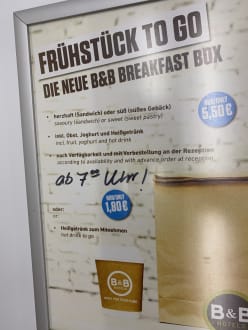 FRÜHSTÜCK TO GO
DIE NEUE B&B BREAKFAST BOX
• herzhaft (Sandwich) oder süß (süßes Gebäck)
savoury (Sandwich) or sweet (sweet pastry)
5,50€
• inkl. Obst, Joghurt und Heißgetränk
incl. fruit, yoghurt and hot drink
• nach Verfügbarkeit und mit Vorbestellung an der Rezeption
according to availability and with advance order at reception
ab 7⁰⁰ Uhr!
1,80€
oder:
or:
• Heißgetränk zum Mitnehmen
Hot drink to go
B&B
B&B
HOTELS